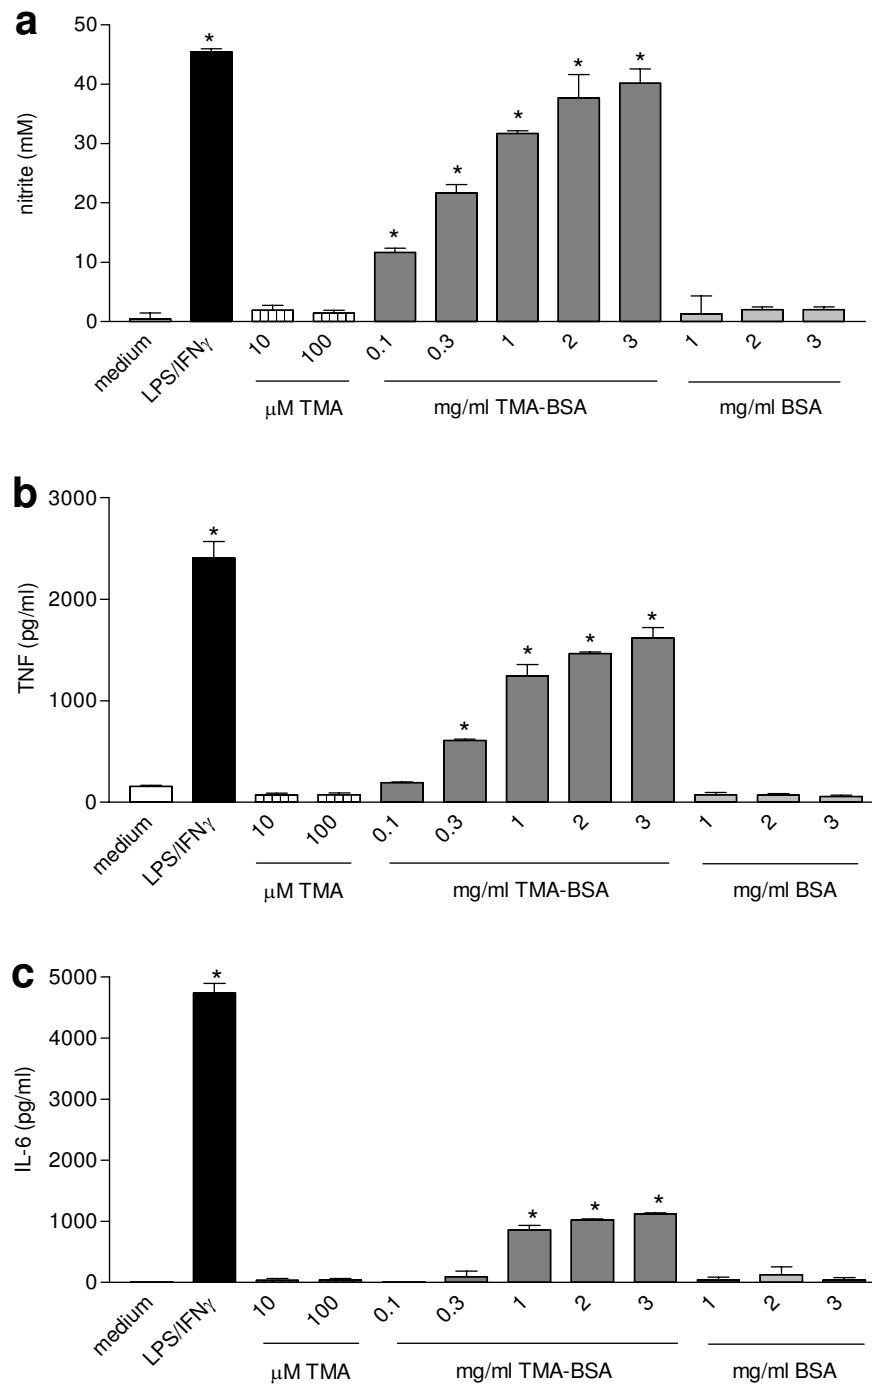 a
50
*
*
*
40
*
30
nitrite (mM)
*
20
*
10
0
medium
LPS/IFNγ
10
100
0.1
0.3
1
2
3
1
2
3
μM TMA
mg/ml TMA-BSA
mg/ml BSA
b
3000
*
2000
TNF (pg/ml)
*
*
*
1000
*
0
medium
LPS/IFNγ
10
100
0.1
0.3
1
2
3
1
2
3
μM TMA
mg/ml TMA-BSA
mg/ml BSA
c
5000
*
4000
3000
IL-6 (pg/ml)
2000
*
*
*
1000
0
medium
LPS/IFNγ
10
100
0.1
0.3
1
2
3
1
2
3
μM TMA
mg/ml TMA-BSA
mg/ml BSA